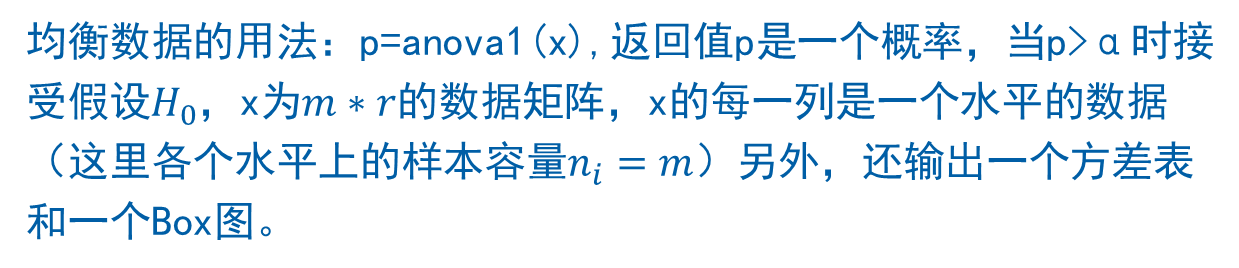 均衡数据的用法：p=anova1(x),返回值p是一个概率，当p>α时接
受假设𝐻₀，x为𝑚∗𝑟的数据矩阵，x的每一列是一个水平的数据
（这里各个水平上的样本容量𝑛ᵢ=𝑚）另外，还输出一个方差表
和一个Box图。